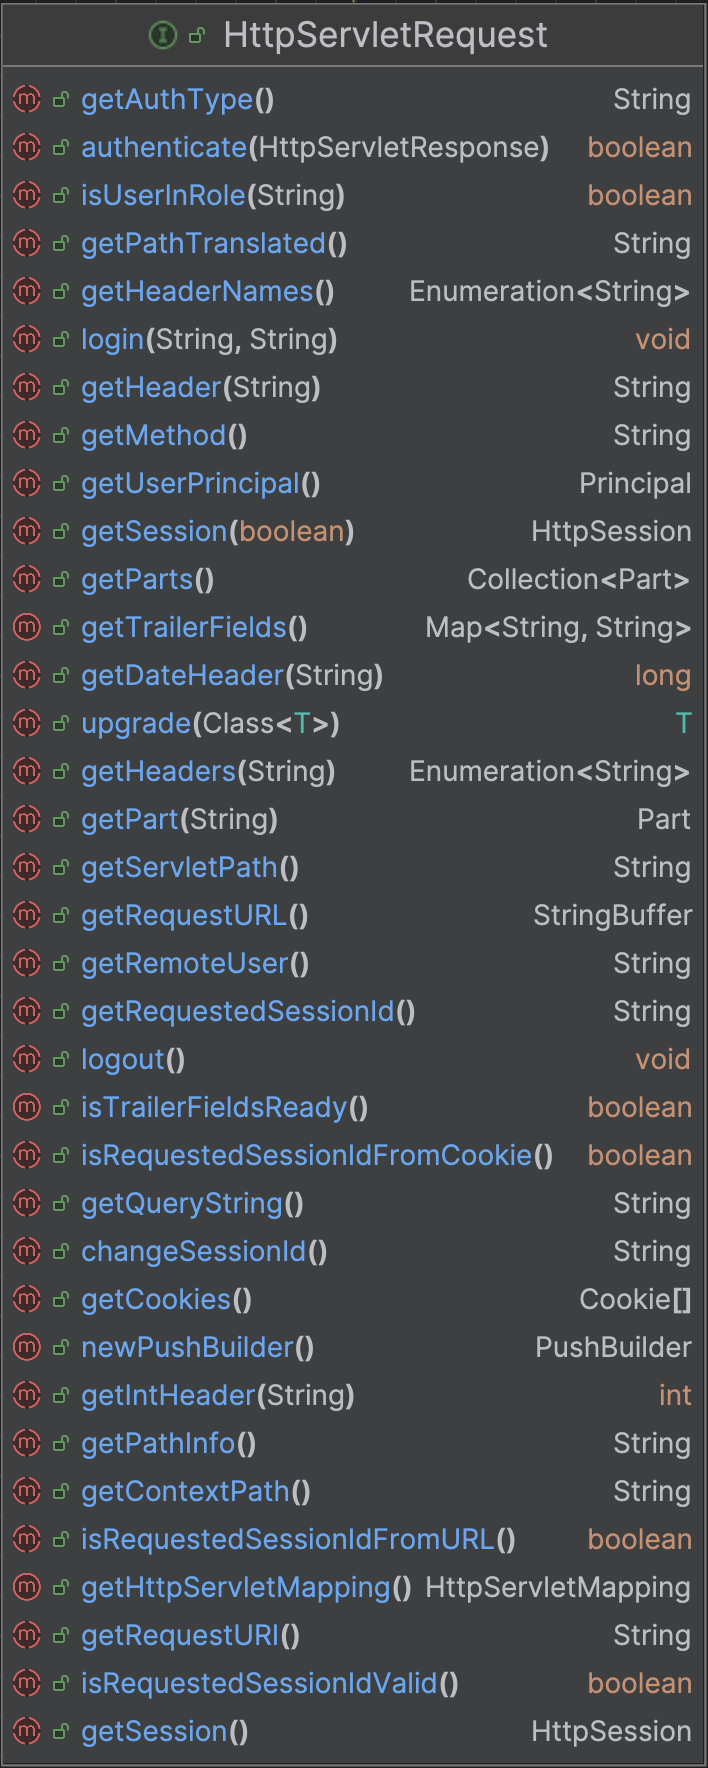 HttpServletRequest
getAuthType() String
authenticate(HttpServletResponse) boolean
isUserInRole(String) boolean
getPathTranslated() String
getHeaderNames() Enumeration<String>
login(String, String) void
getHeader(String) String
getMethod() String
getUserPrincipal() Principal
getSession(boolean) HttpSession
getParts() Collection<Part>
getTrailerFields() Map<String, String>
getDateHeader(String) long
upgrade(Class<T>) T
getHeaders(String) Enumeration<String>
getPart(String) Part
getServletPath() String
getRequestURL() StringBuffer
getRemoteUser() String
getRequestedSessionId() String
logout() void
isTrailerFieldsReady() boolean
isRequestedSessionIdFromCookie() boolean
getQueryString() String
changeSessionId() String
getCookies() Cookie[]
newPushBuilder() PushBuilder
getIntHeader(String) int
getPathInfo() String
getContextPath() String
isRequestedSessionIdFromURL() boolean
getHttpServletMapping() HttpServletMapping
getRequestURI() String
isRequestedSessionIdValid() boolean
getSession() HttpSession